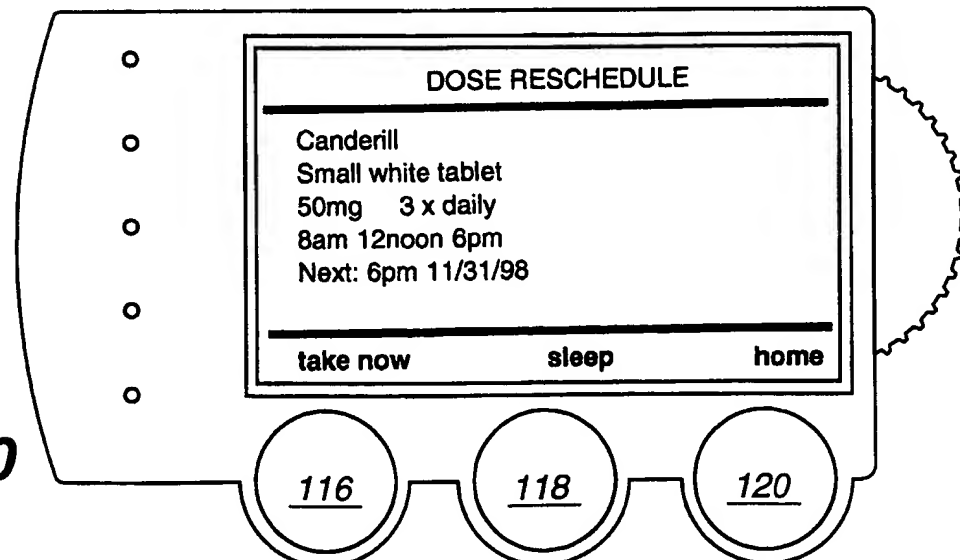 DOSE RESCHEDULE
Canderill
Small white tablet
50mg 3 x daily
8am 12noon 6pm
Next: 6pm 11/31/98
take now sleep home
116 118 120